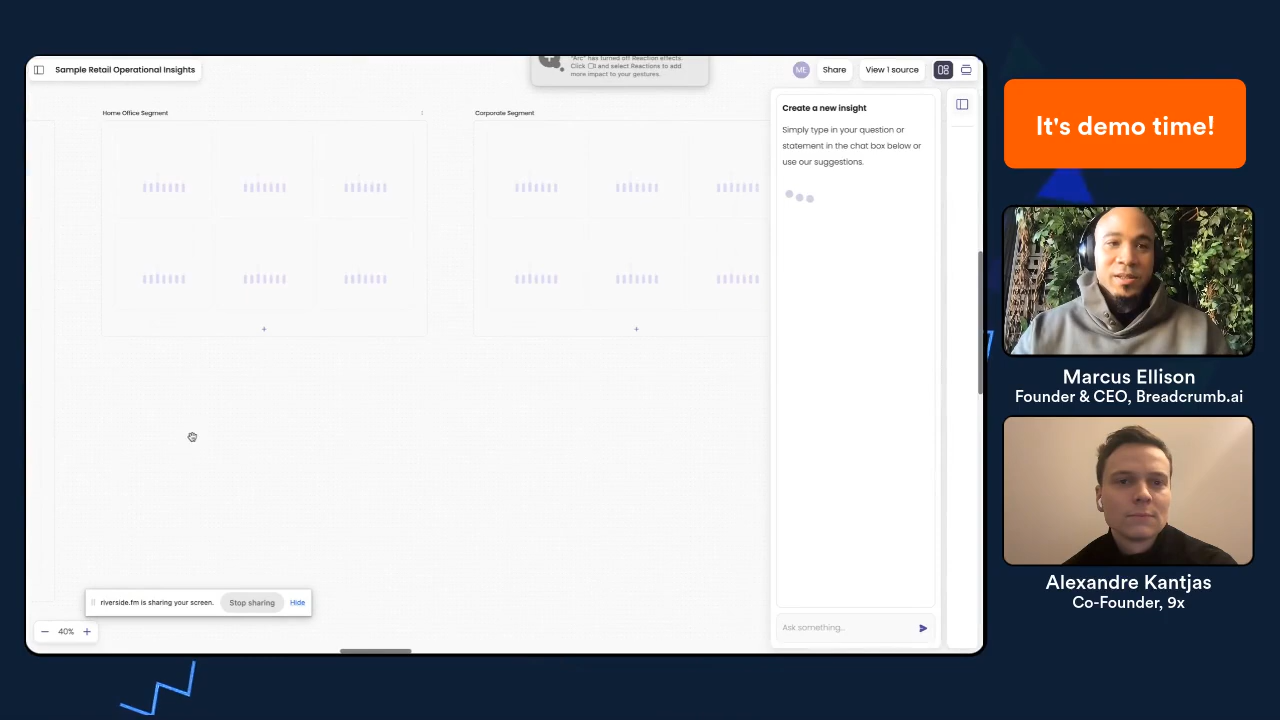 Sample Retail Operational Insights
"Arc" has turned off Reaction effects.
Click and select Reactions to add
more impact to your gestures.
ME
Share
View 1 source
Home Office Segment
Corporate Segment
+
+
Create a new insight
Simply type in your question or
statement in the chat box below or
use our suggestions.
Ask something...
riverside.fm is sharing your screen.
Stop sharing
Hide
− 40% +
It's demo time!
Marcus Ellison
Founder & CEO, Breadcrumb.ai
Alexandre Kantjas
Co-Founder, 9x